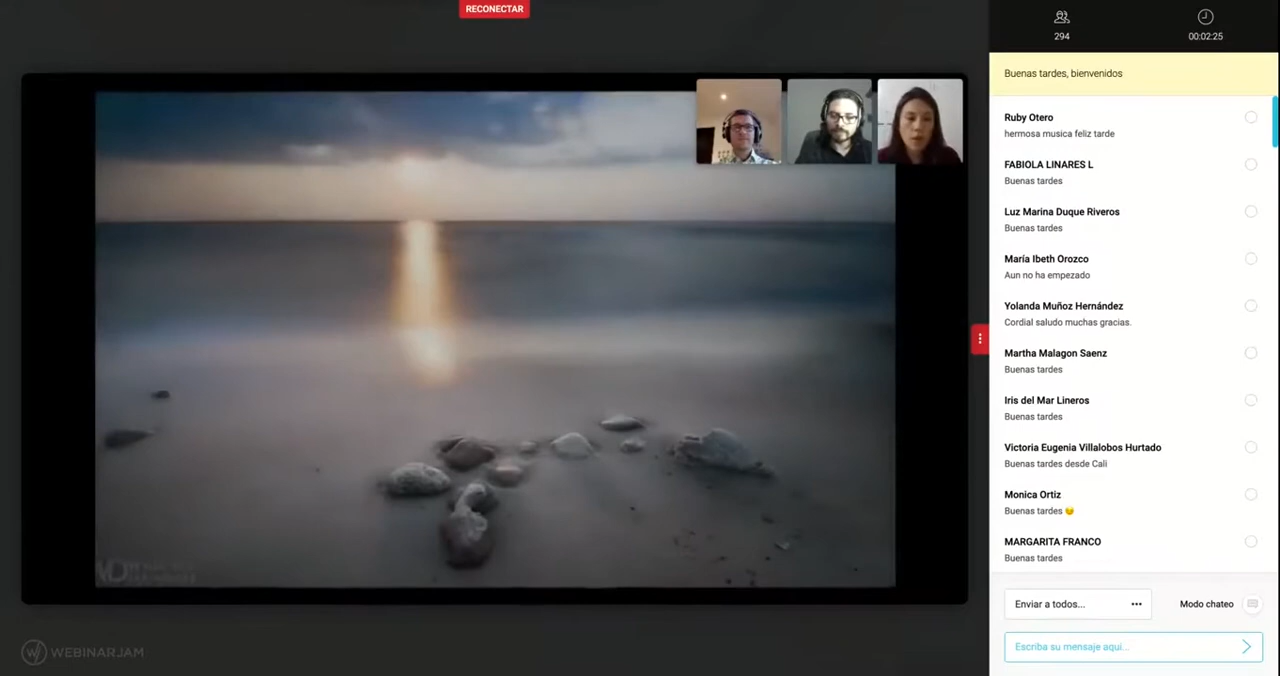 RECONECTAR
294
00:02:25
Buenas tardes, bienvenidos
Ruby Otero
hermosa musica feliz tarde
FABIOLA LINARES L
Buenas tardes
Luz Marina Duque Riveros
Buenas tardes
María Ibeth Orozco
Aun no ha empezado
Yolanda Muñoz Hernández
Cordial saludo muchas gracias.
Martha Malagon Saenz
Buenas tardes
Iris del Mar Lineros
Buenas tardes
Victoria Eugenia Villalobos Hurtado
Buenas tardes desde Cali
Monica Ortiz
Buenas tardes 😏
MARGARITA FRANCO
Buenas tardes
Enviar a todos...
Modo chateo
Escriba su mensaje aqui...
WEBINARJAM